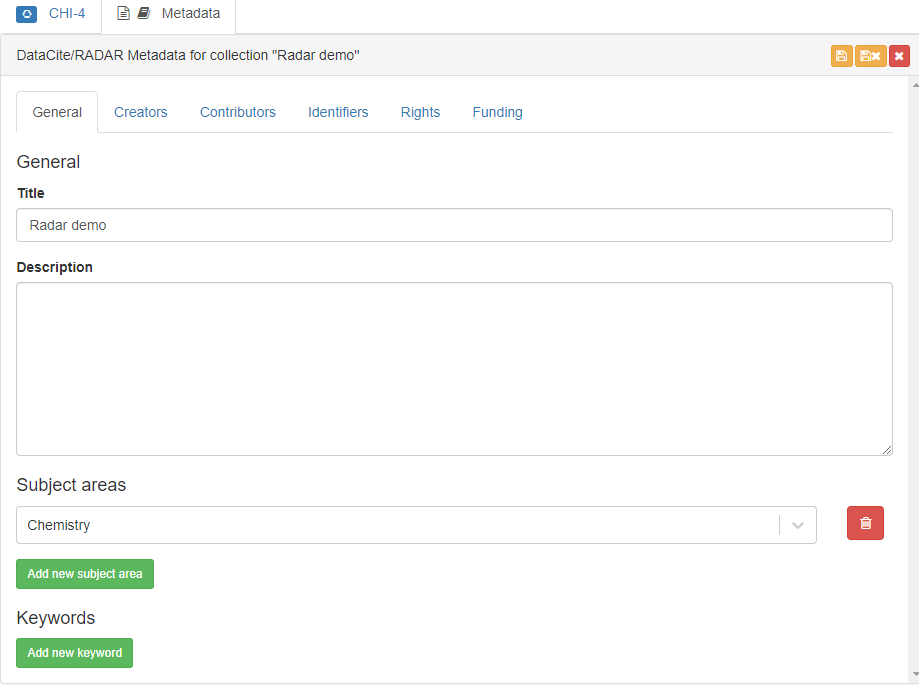 CHI-4 Metadata
DataCite/RADAR Metadata for collection "Radar demo"
General Creators Contributors Identifiers Rights Funding
General
Title
Radar demo
Description
Subject areas
Chemistry
Add new subject area
Keywords
Add new keyword